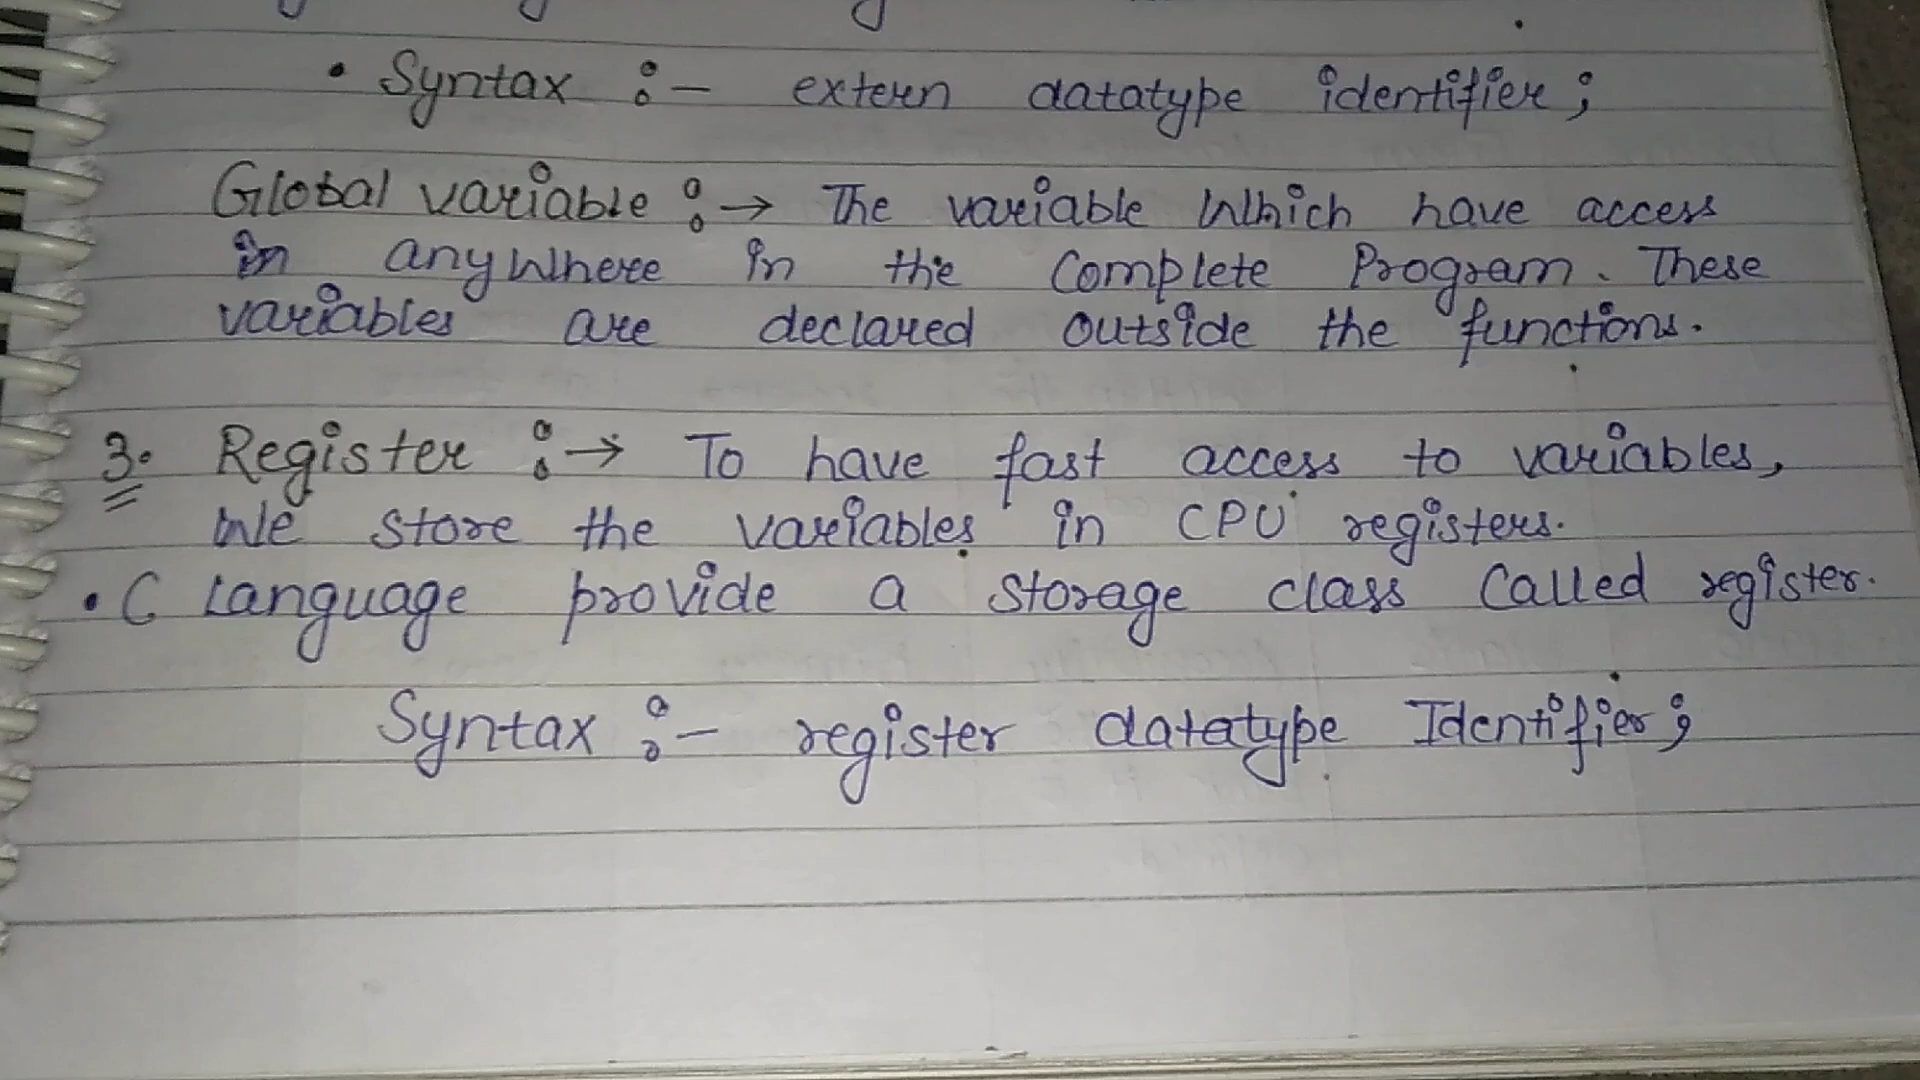 • Syntax :- extern datatype identifier;
Global variable :→ The variable Which have access
in anywhere in the Complete Program. These
variables are declared outside the functions.
3. Register :→ To have fast access to variables,
We store the variables in CPU registers.
• C Language provide a storage class Called register.
Syntax :- register datatype Identifier;